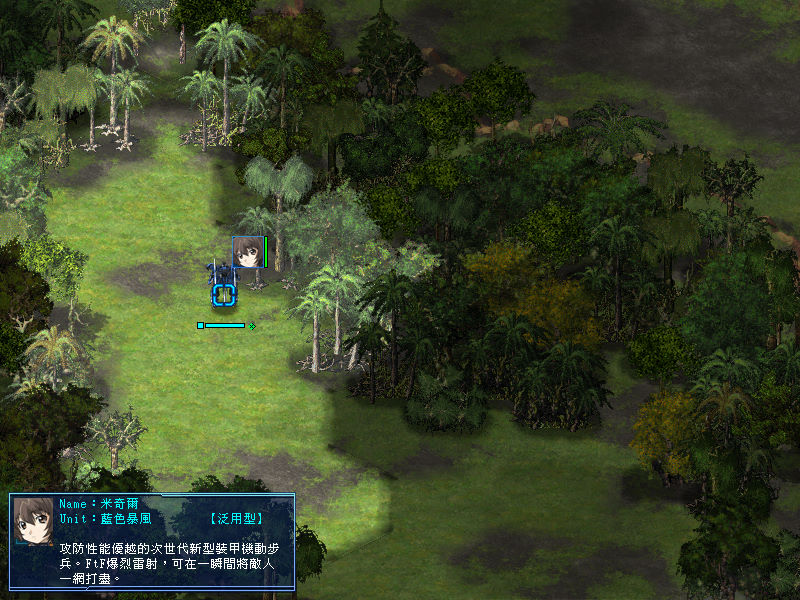 Name：米奇爾
Unit：藍色暴風 【泛用型】
攻防性能優越的次世代新型裝甲機動步
兵。FtF爆烈雷射，可在一瞬間將敵人
一網打盡。